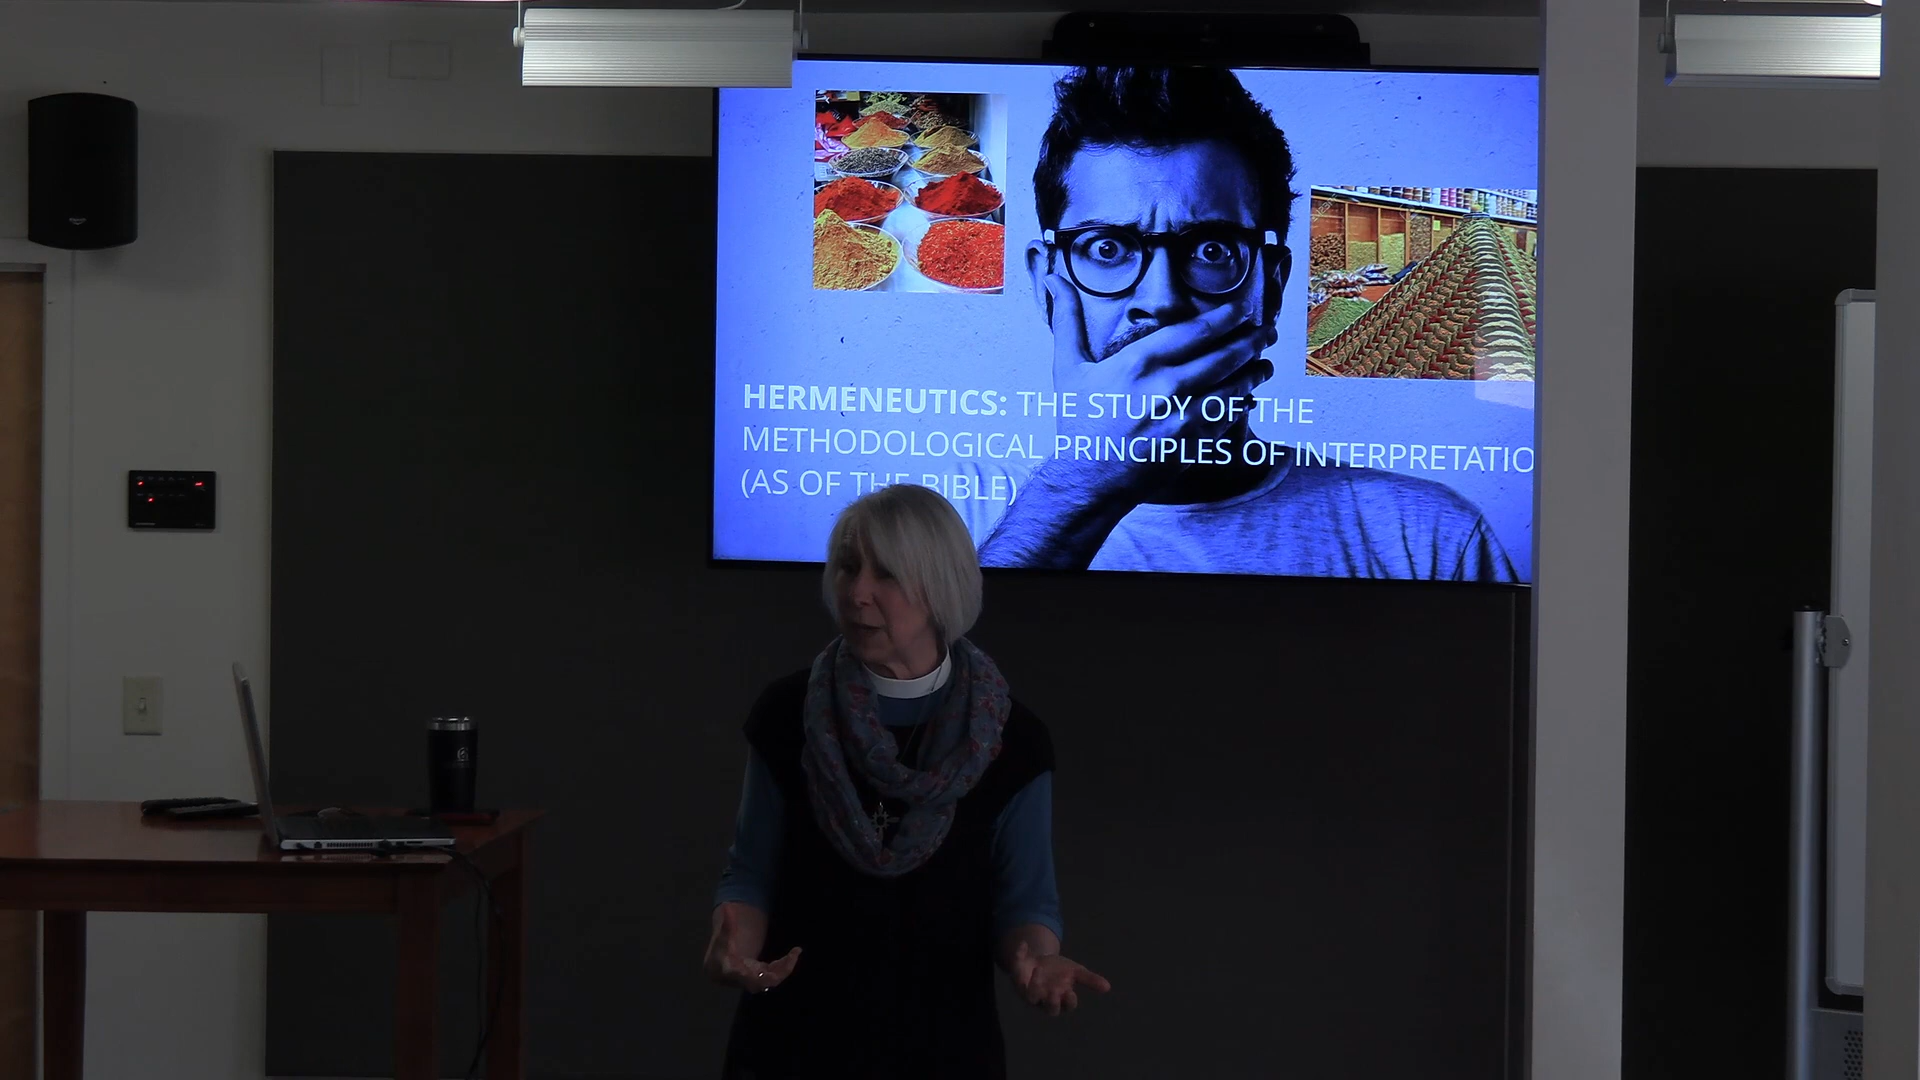 HERMENEUTICS: THE STUDY OF THE
METHODOLOGICAL PRINCIPLES OF INTERPRETATIO
(AS OF THE BIBLE)